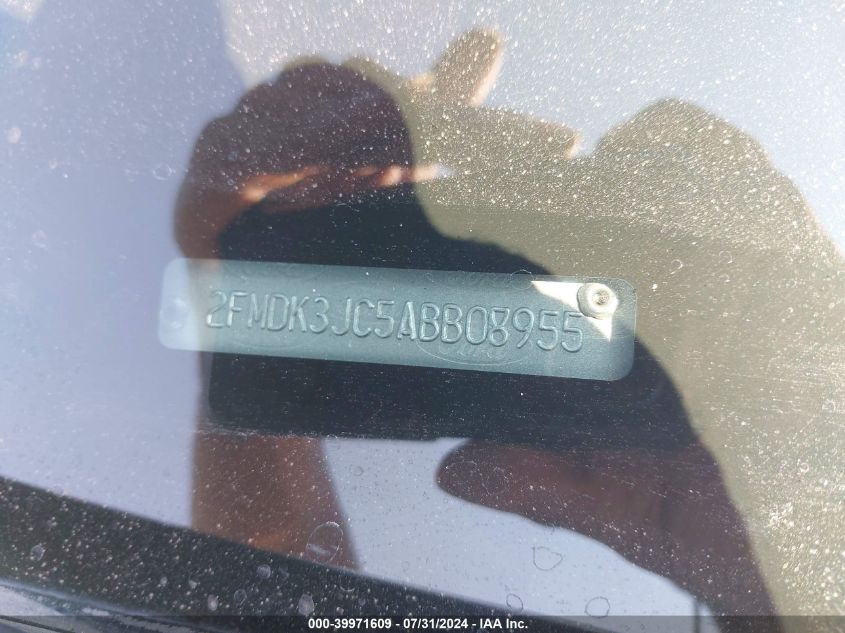 2FMDK3JC5ABB08955
000-39971609 / 07/31/2024 - IAA Inc.